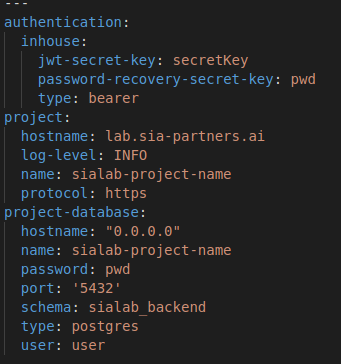 ---
authentication:
  inhouse:
    jwt-secret-key: secretKey
    password-recovery-secret-key: pwd
    type: bearer
project:
  hostname: lab.sia-partners.ai
  log-level: INFO
  name: sialab-project-name
  protocol: https
project-database:
  hostname: "0.0.0.0"
  name: sialab-project-name
  password: pwd
  port: '5432'
  schema: sialab_backend
  type: postgres
  user: user